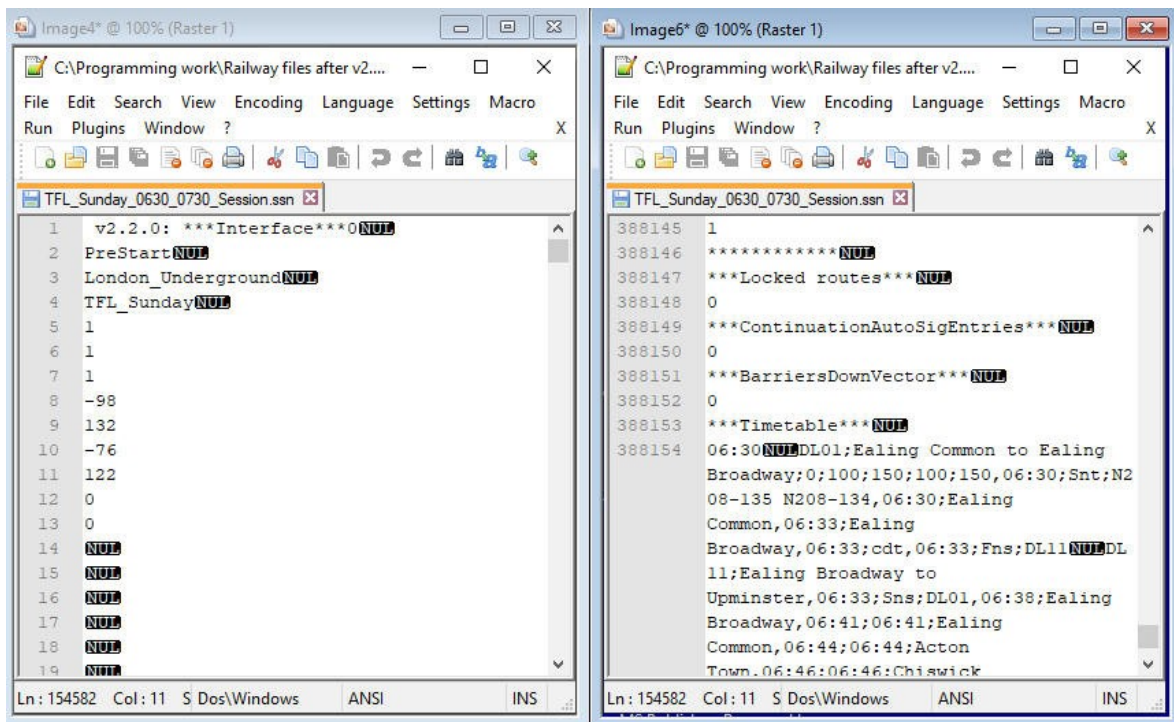 Image4* @ 100% (Raster 1)
C:\Programming work\Railway files after v2....
File Edit Search View Encoding Language Settings Macro
Run Plugins Window ? X
TFL_Sunday_0630_0730_Session.ssn
1 v2.2.0: ***Interface***0NUL
2 PreStartNUL
3 London_UndergroundNUL
4 TFL_SundayNUL
5 1
6 1
7 1
8 -98
9 132
10 -76
11 122
12 0
13 0
14 NUL
15 NUL
16 NUL
17 NUL
18 NUL
19 NUL
Ln : 154582 Col : 11 S Dos\Windows ANSI INS
Image6* @ 100% (Raster 1)
C:\Programming work\Railway files after v2....
File Edit Search View Encoding Language Settings Macro
Run Plugins Window ? X
TFL_Sunday_0630_0730_Session.ssn
388145 1
388146 ************NUL
388147 ***Locked routes***NUL
388148 0
388149 ***ContinuationAutoSigEntries***NUL
388150 0
388151 ***BarriersDownVector***NUL
388152 0
388153 ***Timetable***NUL
388154 06:30NULDL01;Ealing Common to Ealing
Broadway;0;100;150;100;150,06:30;Snt;N2
08-135 N208-134,06:30;Ealing
Common,06:33;Ealing
Broadway,06:33;cdt,06:33;Fns;DL11NULDL
11;Ealing Broadway to
Upminster,06:33;Sns;DL01,06:38;Ealing
Broadway,06:41;06:41;Ealing
Common,06:44;06:44;Acton
Town,06:46;06:46;Chiswick
Ln : 154582 Col : 11 S Dos\Windows ANSI INS